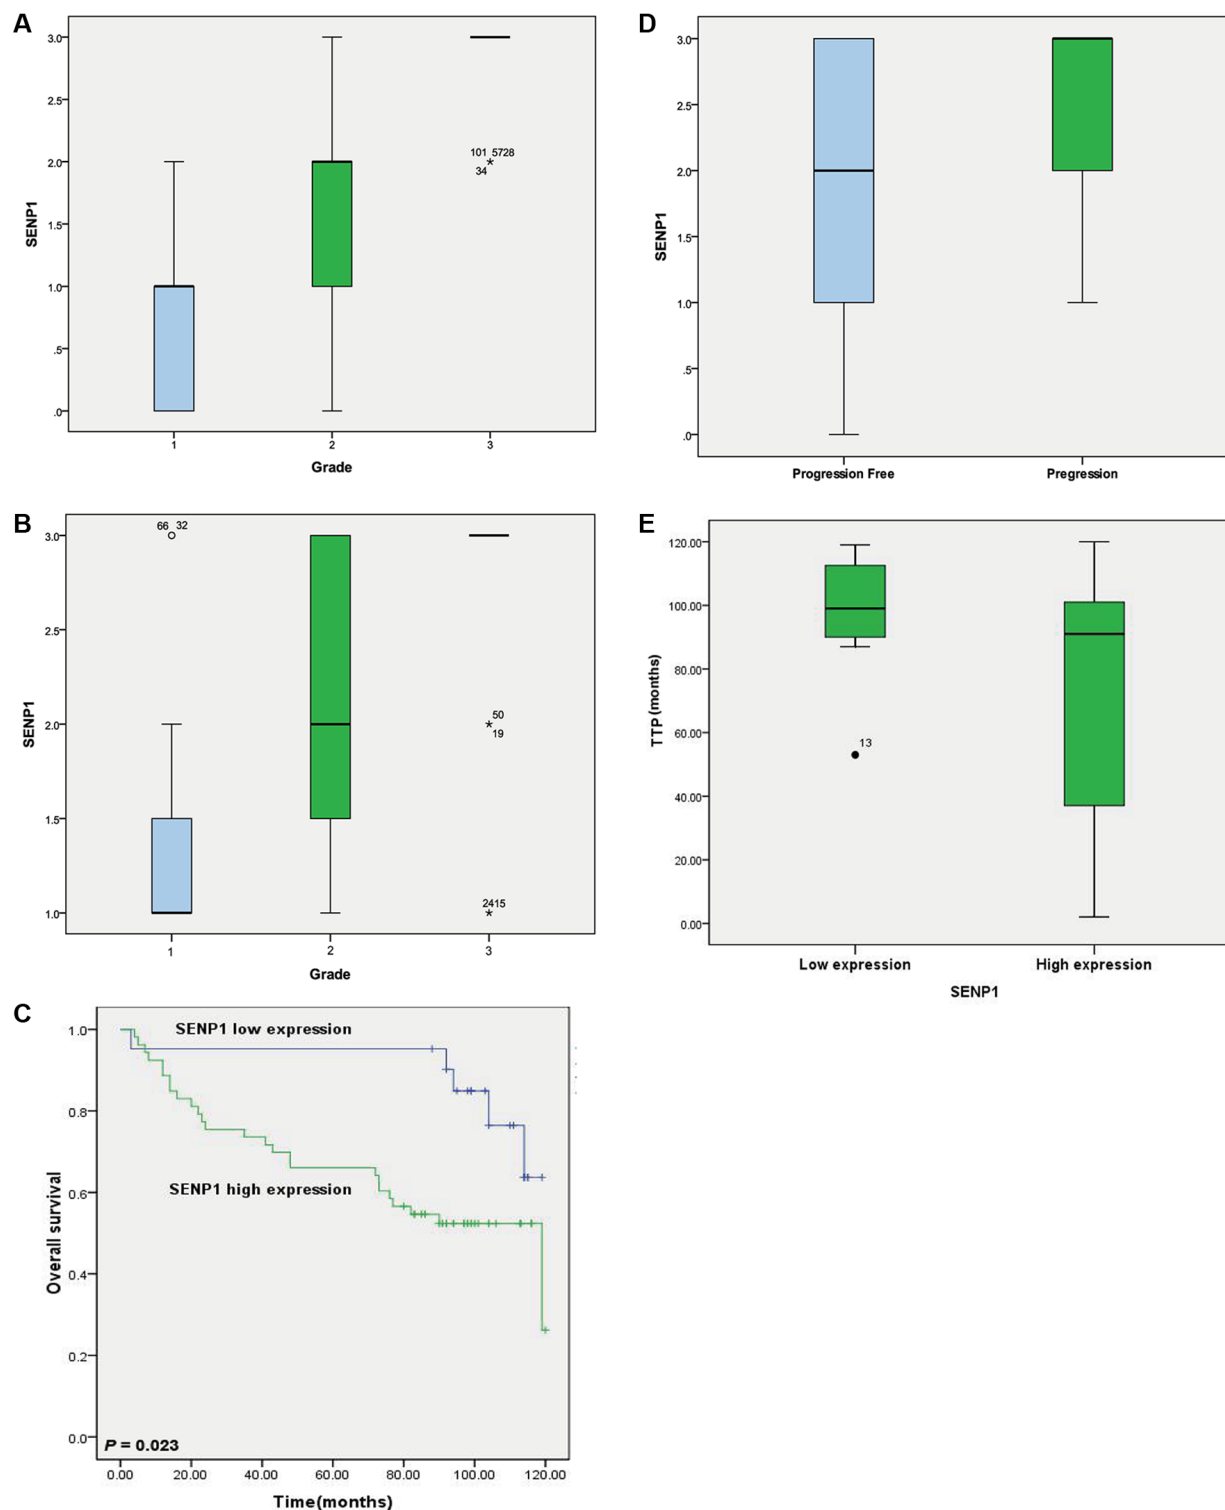 A
3.0
2.5
2.0
1.5
1.0
.5
.0
SENP1
101 5728
34
1 2 3
Grade
D
3.0
2.5
2.0
1.5
1.0
.5
.0
SENP1
Progression Free Pregression
B
3.0
2.5
2.0
1.5
1.0
SENP1
66 32
50
19
2415
1 2 3
Grade
E
120.00
100.00
80.00
60.00
40.00
20.00
0.00
TTP(months)
13
Low expression High expression
SENP1
C
1.0
0.8
0.6
0.4
0.2
0.0
Overall survival
SENP1 low expression
SENP1 high expression
P = 0.023
0.00 20.00 40.00 60.00 80.00 100.00 120.00
Time(months)